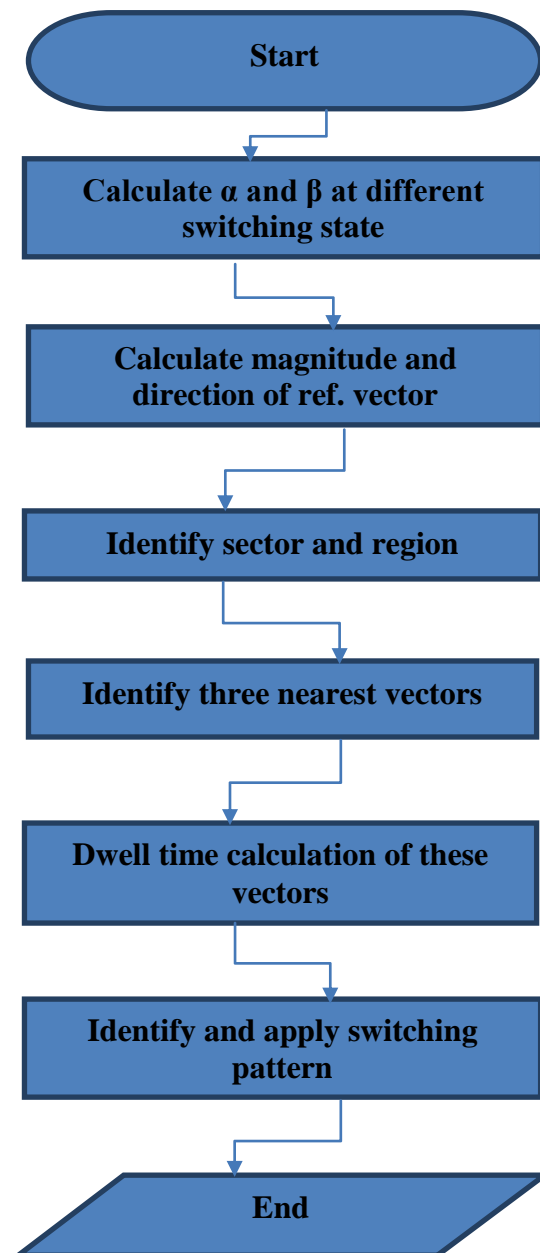 Start
Calculate α and β at different
switching state
Calculate magnitude and
direction of ref. vector
Identify sector and region
Identify three nearest vectors
Dwell time calculation of these
vectors
Identify and apply switching
pattern
End